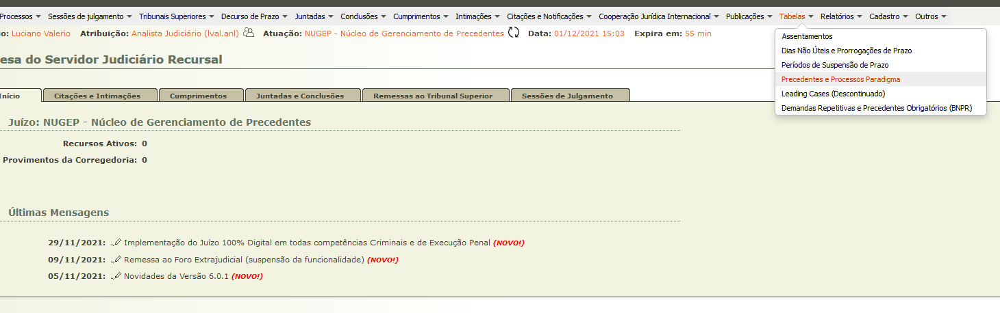 Processos Sessões de julgamento Tribunais Superiores Decurso de Prazo Juntadas Conclusões Cumprimentos Intimações Citações e Notificações Cooperação Jurídica Internacional Publicações Tabelas Relatórios Cadastro Outros
io: Luciano Valerio Atribuição: Analista Judiciário (lval.anl) Atuação: NUGEP - Núcleo de Gerenciamento de Precedentes Data: 01/12/2021 15:03 Expira em: 55 min
Assentamentos
Dias Não Úteis e Prorrogações de Prazo
Períodos de Suspensão de Prazo
Precedentes e Processos Paradigma
Leading Cases (Descontinuado)
Demandas Repetitivas e Precedentes Obrigatórios (BNPR)
esa do Servidor Judiciário Recursal
Início Citações e Intimações Cumprimentos Juntadas e Conclusões Remessas ao Tribunal Superior Sessões de Julgamento
Juízo: NUGEP - Núcleo de Gerenciamento de Precedentes
Recursos Ativos: 0
Provimentos da Corregedoria: 0
Últimas Mensagens
29/11/2021: Implementação do Juízo 100% Digital em todas competências Criminais e de Execução Penal (NOVO!)
09/11/2021: Remessa ao Foro Extrajudicial (suspensão da funcionalidade) (NOVO!)
05/11/2021: Novidades da Versão 6.0.1 (NOVO!)